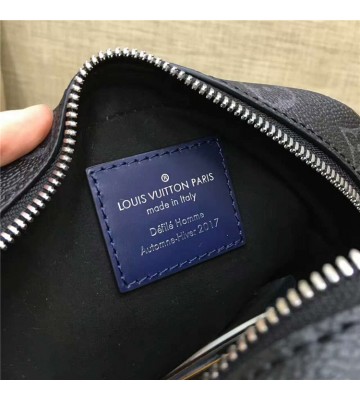 LOUIS VUITTON PARIS
made in Italy
Défilé Homme
Automne-Hiver 2017